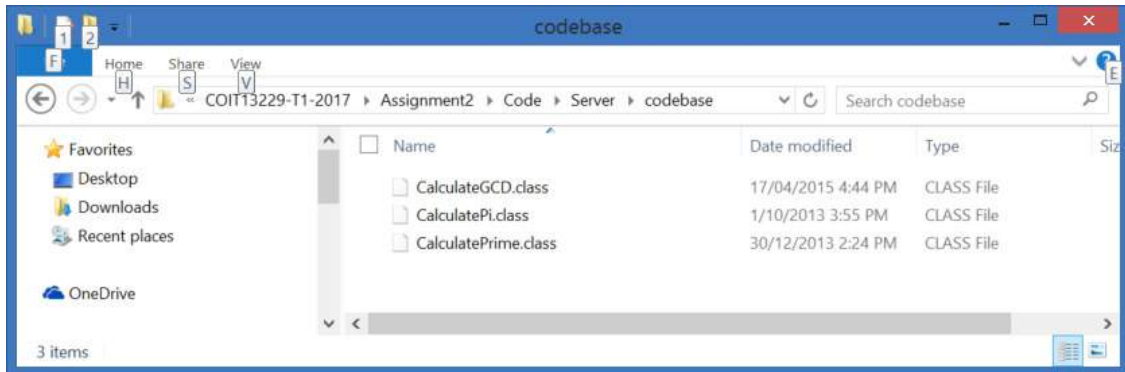 codebase
1 2
F Home Share View
H S V E
« COIT13229-T1-2017 Assignment2 Code Server codebase Search codebase
Favorites
Desktop
Downloads
Recent places
OneDrive
Name Date modified Type Siz
CalculateGCD.class 17/04/2015 4:44 PM CLASS File
CalculatePi.class 1/10/2013 3:55 PM CLASS File
CalculatePrime.class 30/12/2013 2:24 PM CLASS File
3 items